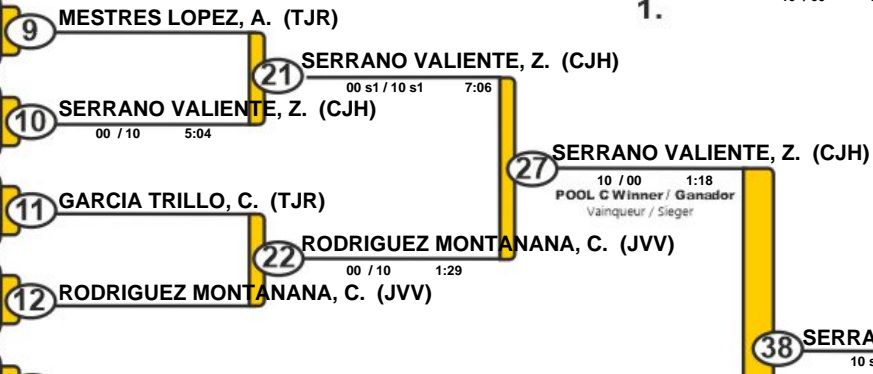 1.
9 MESTRES LOPEZ, A. (TJR)
21 SERRANO VALIENTE, Z. (CJH)
00 s1 / 10 s1 7:06
10 SERRANO VALIENTE, Z. (CJH)
00 / 10 5:04
27 SERRANO VALIENTE, Z. (CJH)
10 / 00 1:18
POOL C Winner / Ganador
Vainqueur / Sieger
11 GARCIA TRILLO, C. (TJR)
22 RODRIGUEZ MONTANANA, C. (JVV)
00 / 10 1:29
12 RODRIGUEZ MONTANANA, C. (JVV)
38 SERRA
10 s